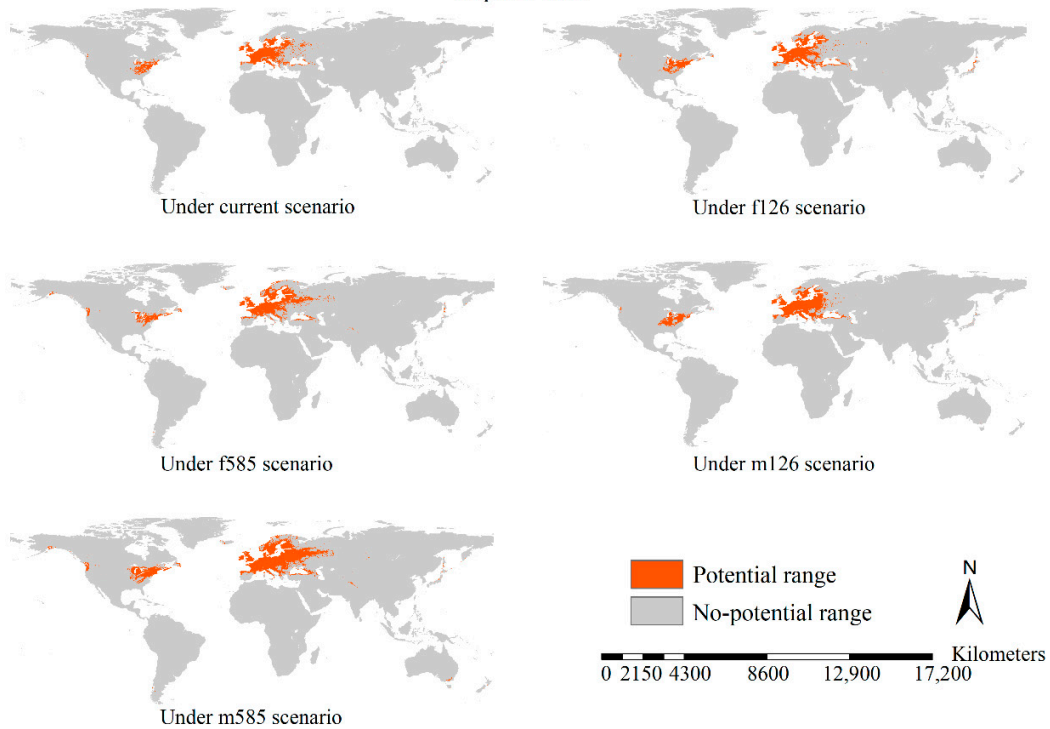 Under current scenario
Under f126 scenario
Under f585 scenario
Under m126 scenario
Potential range
No-potential range
N
Kilometers
0 2150 4300 8600 12,900 17,200
Under m585 scenario